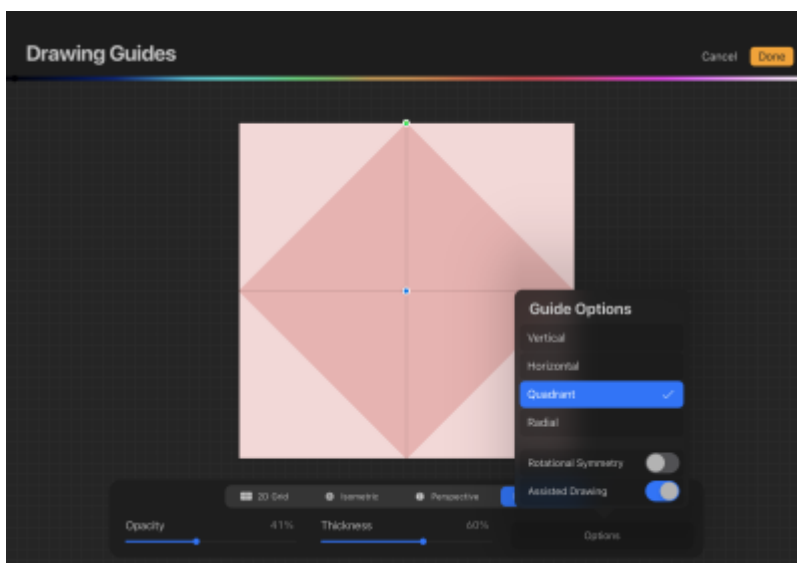 Drawing Guides
Cancel
Done
Guide Options
Vertical
Horizontal
Quadrant
Radial
Rotational Symmetry
Assisted Drawing
2D Grid
Isometric
Perspective
Opacity
41%
Thickness
60%
Options